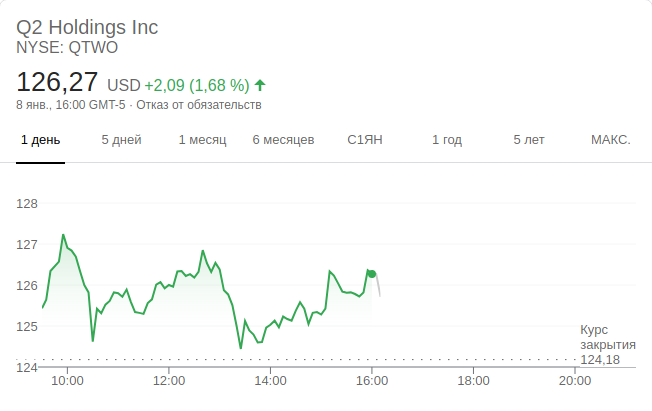 Q2 Holdings Inc
NYSE: QTWO
126,27 USD +2,09 (1,68 %)
8 янв., 16:00 GMT-5 · Отказ от обязательств
1 день 5 дней 1 месяц 6 месяцев С1ЯН 1 год 5 лет МАКС.
128
127
126
125
124
Курс
закрытия
124,18
10:00 12:00 14:00 16:00 18:00 20:00